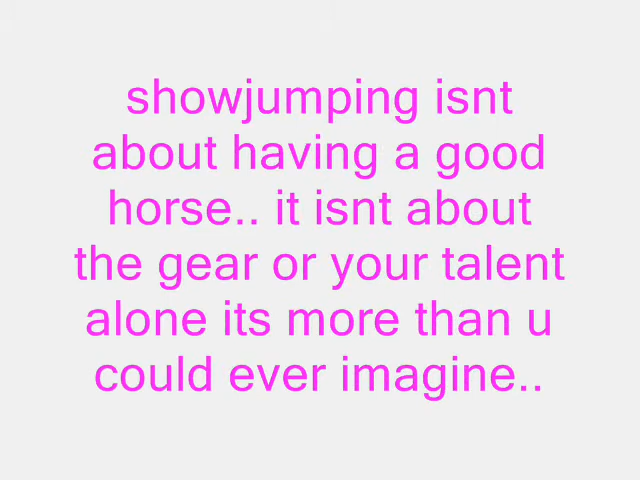 showjumping isnt
about having a good
horse.. it isnt about
the gear or your talent
alone its more than u
could ever imagine..